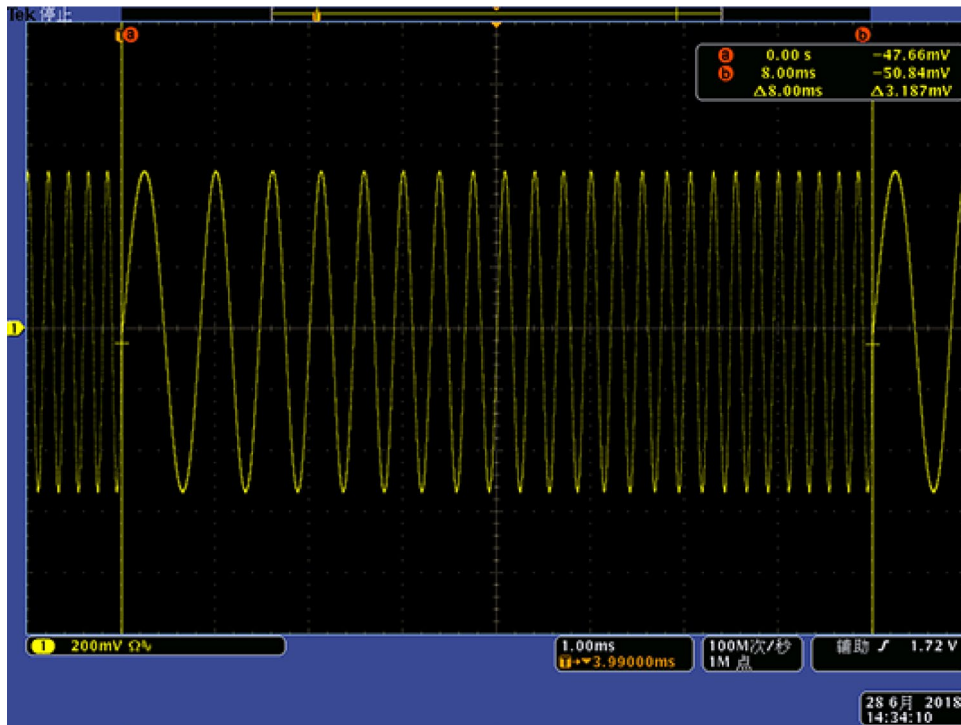 Tek 停止
T a b
a 0.00 s −47.66mV
b 8.00ms −50.84mV
Δ8.00ms Δ3.187mV
1
1 200mV Ω
1.00ms
T→▼3.99000ms
100M次/秒
1M 点
辅助 1.72 V
28 6月 2018
14:34:10